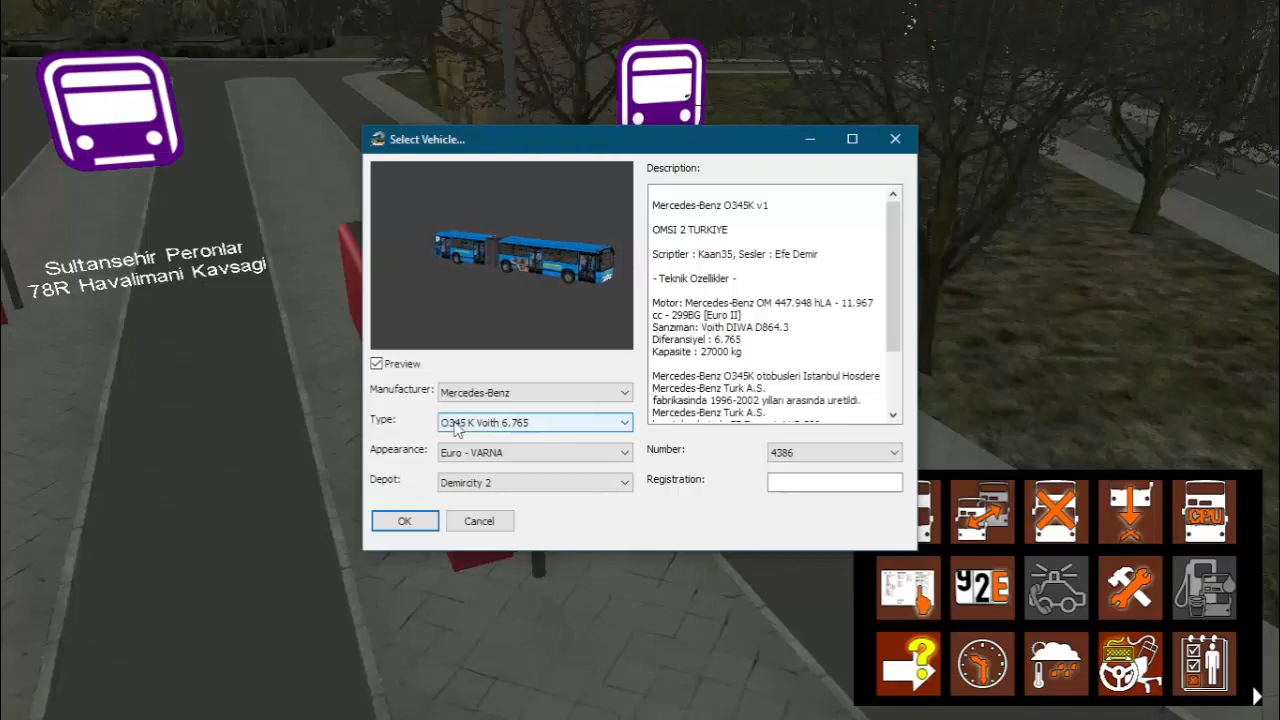 Sultansehir Peronlar
78R Havalimani Kavsagi
Select Vehicle...
Preview
Manufacturer:
Mercedes-Benz
Type:
O345 K Voith 6.765
Appearance:
Euro - VARNA
Depot:
Demircity 2
OK
Cancel
Description:
Mercedes-Benz O345K v1
OMSI 2 TURKIYE
Scriptler : Kaan35, Sesler : Efe Demir
- Teknik Ozellikler -
Motor: Mercedes-Benz OM 447.948 hLA - 11.967
cc - 299BG [Euro II]
Sanzıman: Voith DIWA D864.3
Diferansiyel : 6.765
Kapasite : 27000 kg
Mercedes-Benz O345K otobusleri Istanbul Hosdere
Mercedes-Benz Turk A.S.
fabrikasinda 1996-2002 yılları arasında uretildi.
Mercedes-Benz Turk A.S.
Number:
4386
Registration:
CPU
92E
?